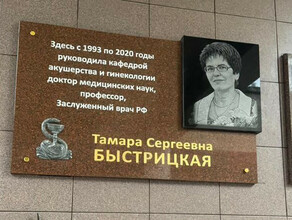 Здесь с 1993 по 2020 годы
руководила кафедрой
акушерства и гинекологии
доктор медицинских наук,
профессор,
Заслуженный врач РФ
Тамара Сергеевна
БЫСТРИЦКАЯ